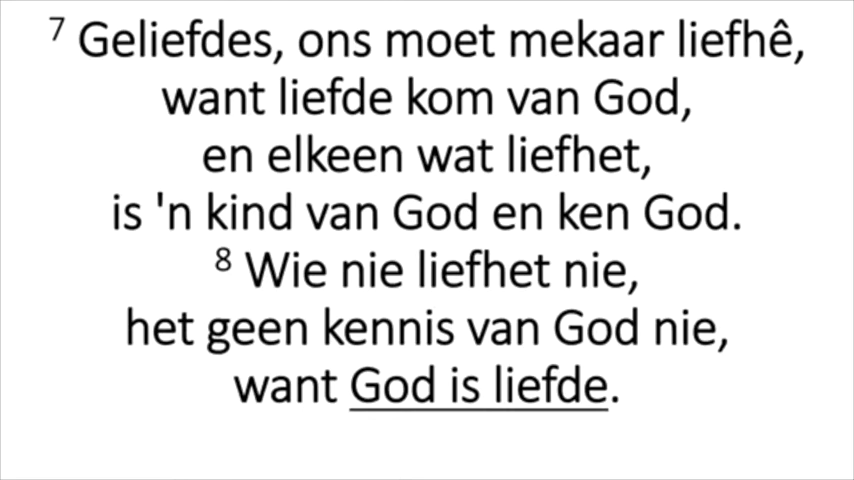 7 Geliefdes, ons moet mekaar liefhê,
want liefde kom van God,
en elkeen wat liefhet,
is 'n kind van God en ken God.
8 Wie nie liefhet nie,
het geen kennis van God nie,
want God is liefde.